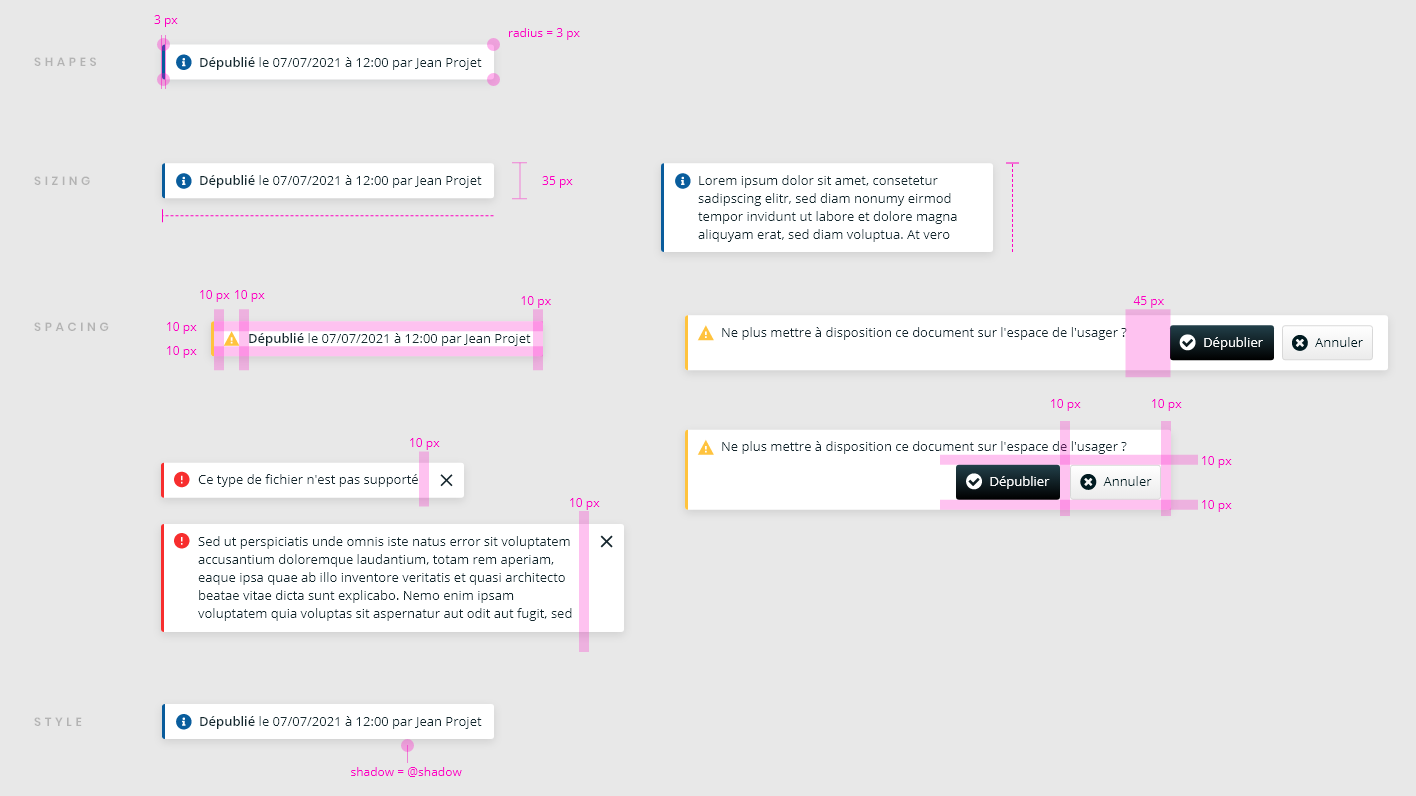 3 px
radius = 3 px
SHAPES
Dépublié le 07/07/2021 à 12:00 par Jean Projet
SIZING
Dépublié le 07/07/2021 à 12:00 par Jean Projet
35 px
Lorem ipsum dolor sit amet, consetetur
sadipscing elitr, sed diam nonumy eirmod
tempor invidunt ut labore et dolore magna
aliquyam erat, sed diam voluptua. At vero
SPACING
10 px 10 px
10 px
10 px
10 px
Dépublié le 07/07/2021 à 12:00 par Jean Projet
45 px
Ne plus mettre à disposition ce document sur l'espace de l'usager ?
Dépublier
Annuler
10 px
10 px
Ne plus mettre à disposition ce document sur l'espace de l'usager ?
10 px
Dépublier
Annuler
10 px
10 px
Ce type de fichier n'est pas supporté
10 px
Sed ut perspiciatis unde omnis iste natus error sit voluptatem
accusantium doloremque laudantium, totam rem aperiam,
eaque ipsa quae ab illo inventore veritatis et quasi architecto
beatae vitae dicta sunt explicabo. Nemo enim ipsam
voluptatem quia voluptas sit aspernatur aut odit aut fugit, sed
STYLE
Dépublié le 07/07/2021 à 12:00 par Jean Projet
shadow = @shadow